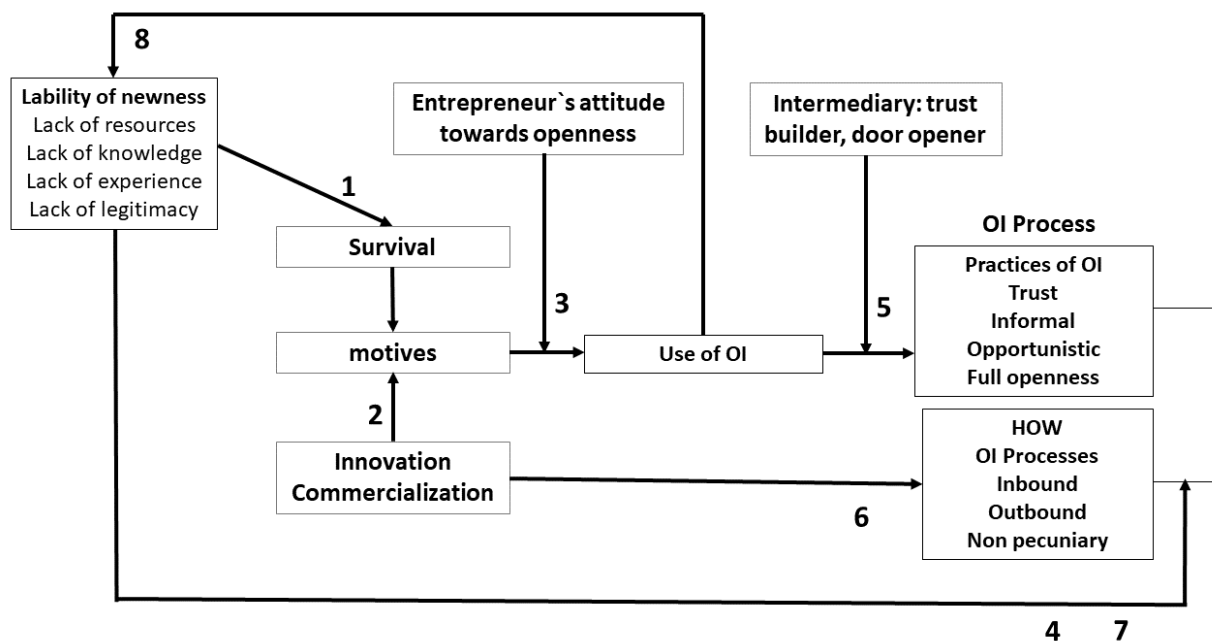 8
Lability of newness
Lack of resources
Lack of knowledge
Lack of experience
Lack of legitimacy
Entrepreneur`s attitude
towards openness
Intermediary: trust
builder, door opener
1
Survival
OI Process
Practices of OI
Trust
Informal
Opportunistic
Full openness
3
5
motives
Use of OI
2
Innovation
Commercialization
6
HOW
OI Processes
Inbound
Outbound
Non pecuniary
4 7